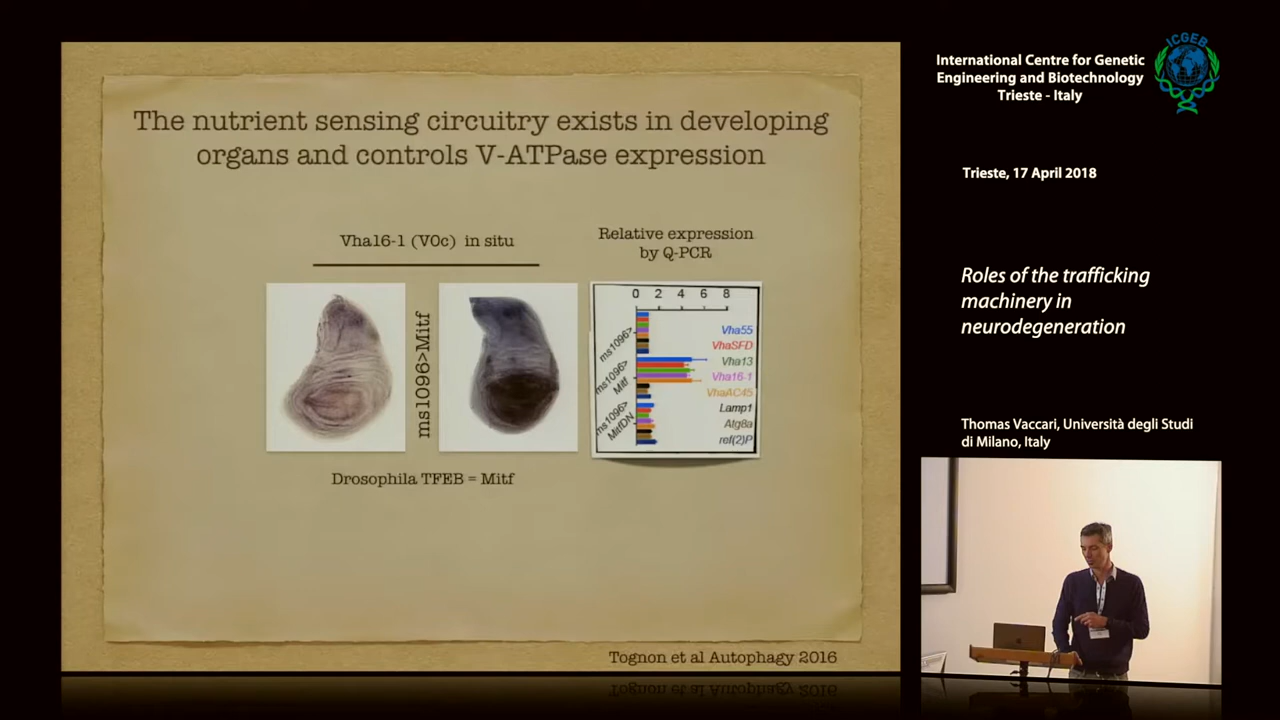 The nutrient sensing circuitry exists in developing
organs and controls V-ATPase expression
Vha16-1 (V0c) in situ
ms1096>Mitf
Drosophila TFEB = Mitf
Relative expression
by Q-PCR
0 2 4 6 8
ms1096>
ms1096>
Mitf
ms1096>
MitfDN
Vha55
VhaSFD
Vha13
Vha16-1
VhaAC45
Lamp1
Atg8a
ref(2)P
Tognon et al Autophagy 2016
International Centre for Genetic
Engineering and Biotechnology
Trieste - Italy
ICGEB
Trieste, 17 April 2018
Roles of the trafficking
machinery in
neurodegeneration
Thomas Vaccari, Università degli Studi
di Milano, Italy